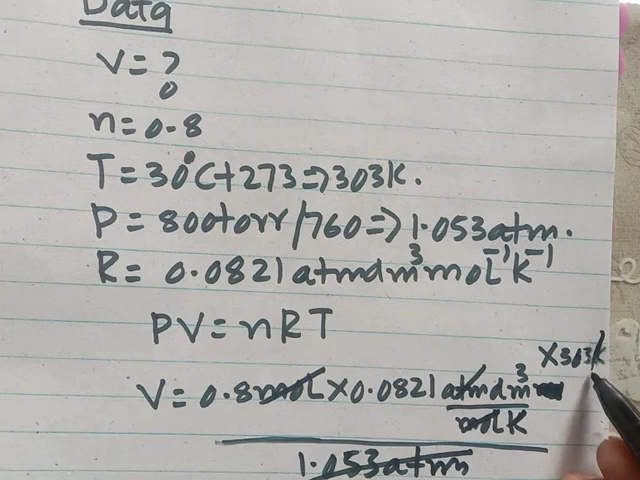 Data
V = ?
n = 0.8
T = 30°C + 273 => 303K.
P = 800torr/760 => 1.053atm.
R = 0.0821 atmdm³mol⁻¹K⁻¹
PV = nRT
V = 0.8mol × 0.0821 atmdm³ × 303K
mol K
1.053atm